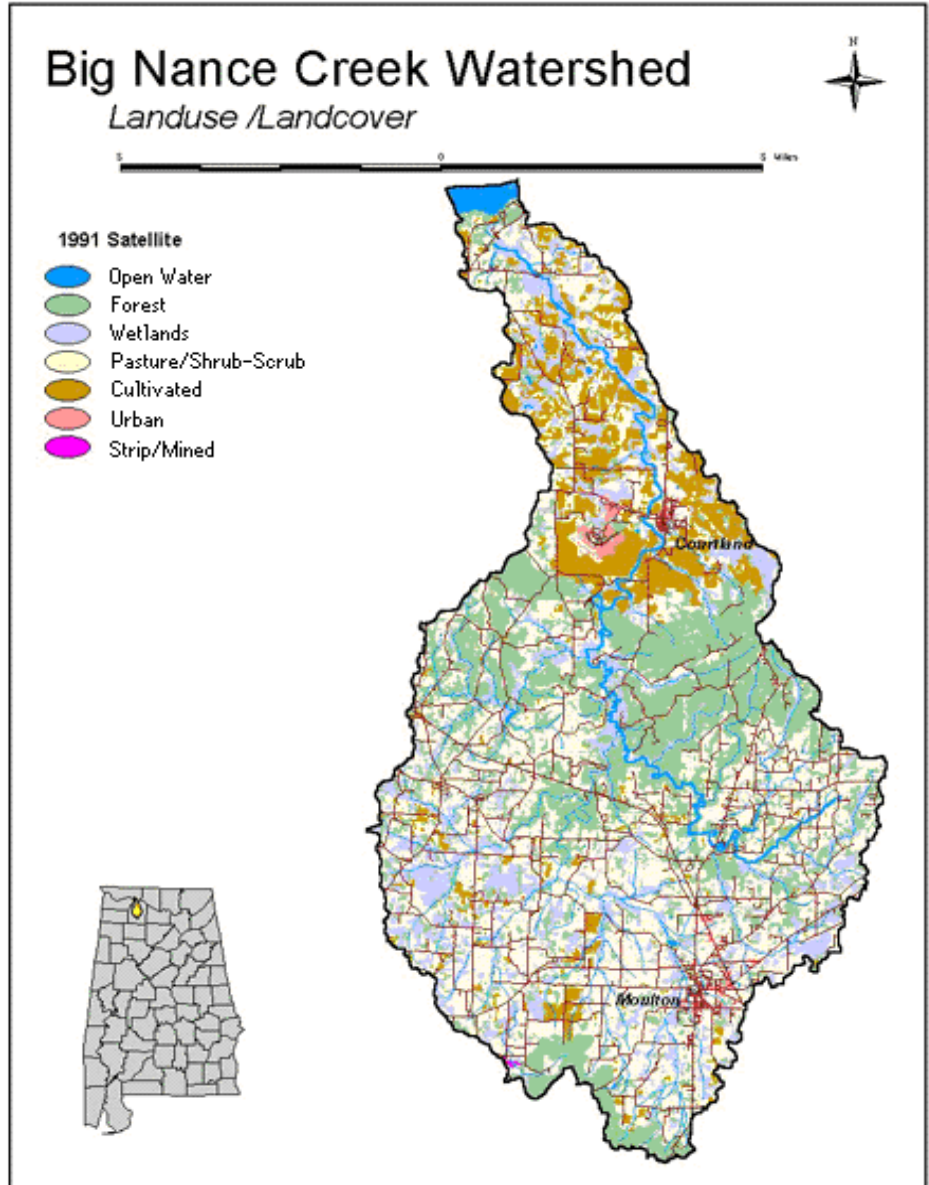 Big Nance Creek Watershed
N
Landuse /Landcover
5 0 5 Miles
1991 Satellite
Open Water
Forest
Wetlands
Pasture/Shrub-Scrub
Cultivated
Urban
Strip/Mined
Courtland
Moulton